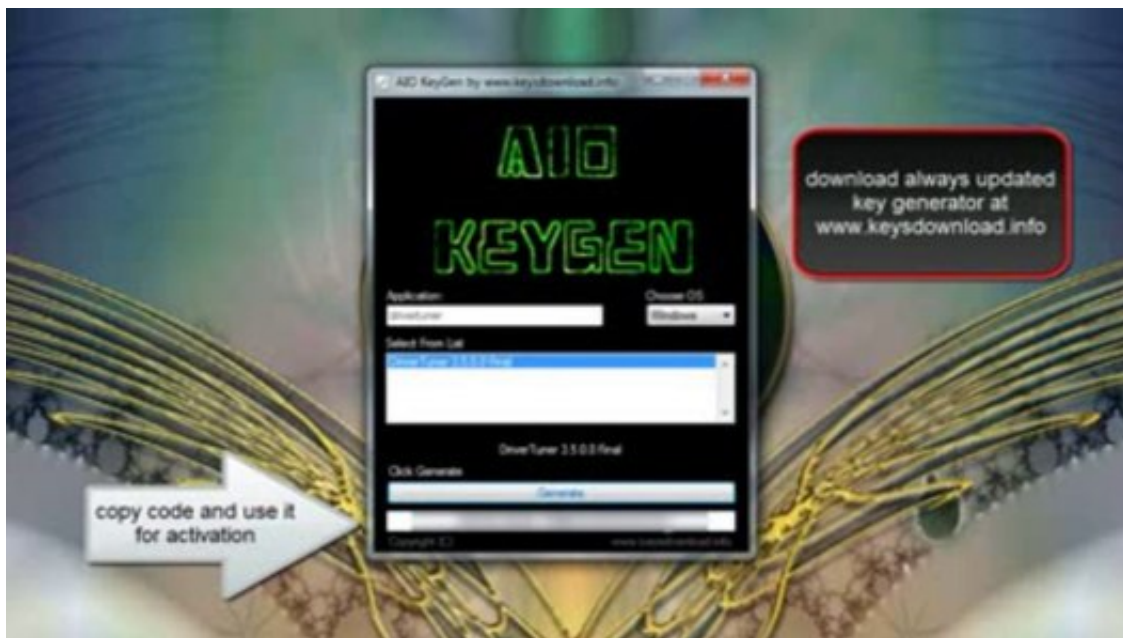 AIO KeyGen by www.keysdownload.info
AIO
KEYGEN
download always updated
key generator at
www.keysdownload.info
Application:
drivetuner
Choose OS
Windows
Select From List
DriverTuner 3.5.0.0 final
DriverTuner 3.5.0.0 final
Click Generate
Generate
copy code and use it
for activation
Copyright (C)
www.keysdownload.info